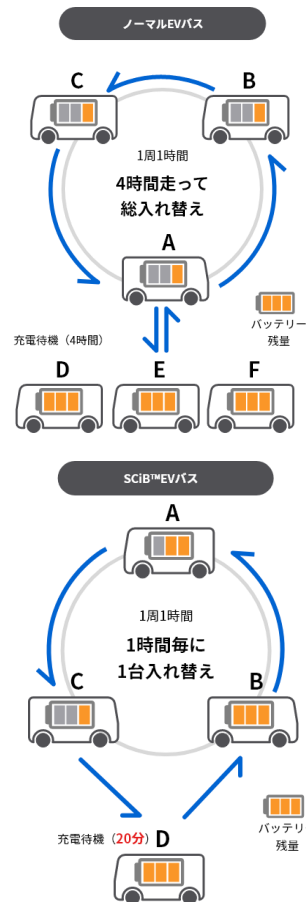 ノーマルEVバス
C
B
1周1時間
4時間走って
総入れ替え
A
バッテリー
残量
充電待機（4時間）
D
E
F
SCiB™EVバス
A
1周1時間
1時間毎に
1台入れ替え
C
B
バッテリ
残量
充電待機（20分）
D